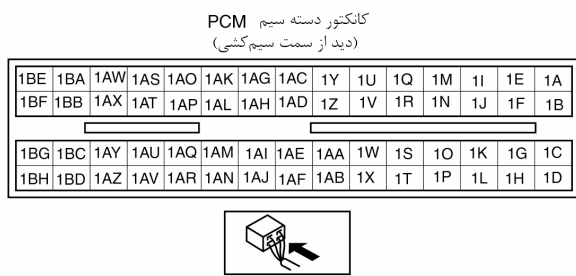 کانکتور دسته سیم PCM
(دید از سمت سیم‌کشی)
1BE 1BA 1AW 1AS 1AO 1AK 1AG 1AC 1Y 1U 1Q 1M 1I 1E 1A
1BF 1BB 1AX 1AT 1AP 1AL 1AH 1AD 1Z 1V 1R 1N 1J 1F 1B
1BG 1BC 1AY 1AU 1AQ 1AM 1AI 1AE 1AA 1W 1S 1O 1K 1G 1C
1BH 1BD 1AZ 1AV 1AR 1AN 1AJ 1AF 1AB 1X 1T 1P 1L 1H 1D